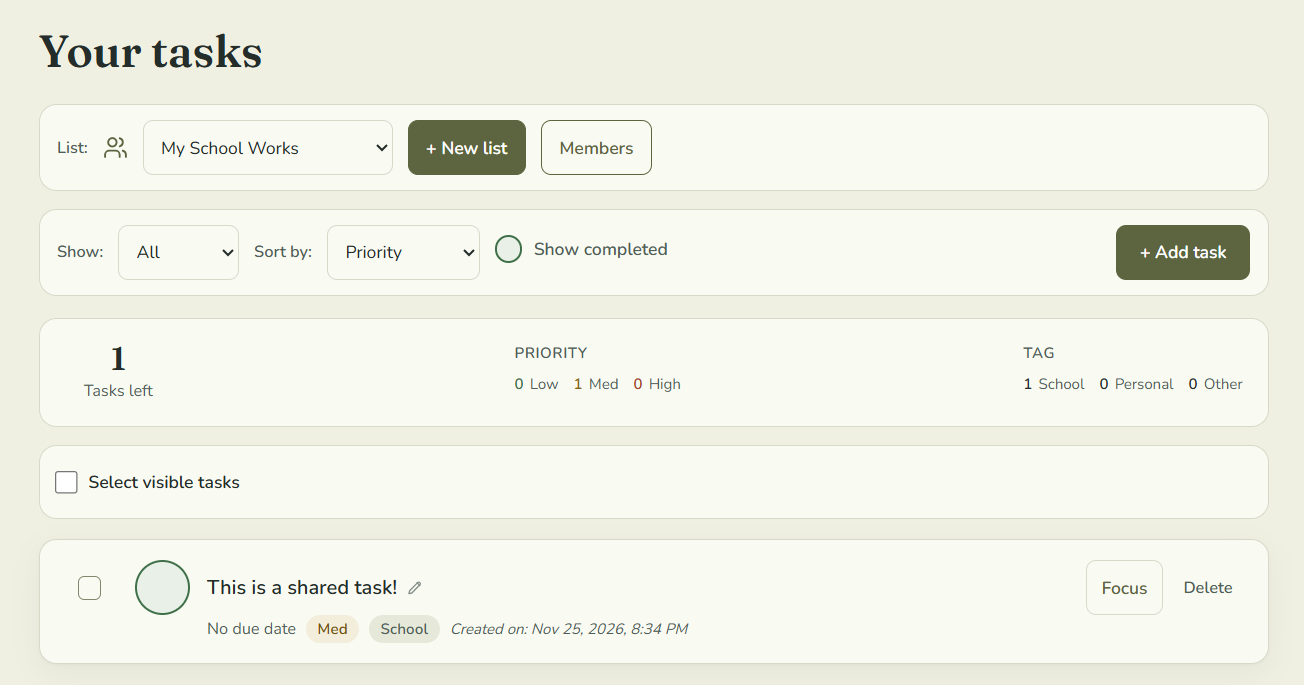 Your tasks
List: My School Works + New list Members
Show: All Sort by: Priority Show completed + Add task
1
Tasks left
PRIORITY
0 Low 1 Med 0 High
TAG
1 School 0 Personal 0 Other
Select visible tasks
This is a shared task!
No due date Med School Created on: Nov 25, 2026, 8:34 PM
Focus Delete